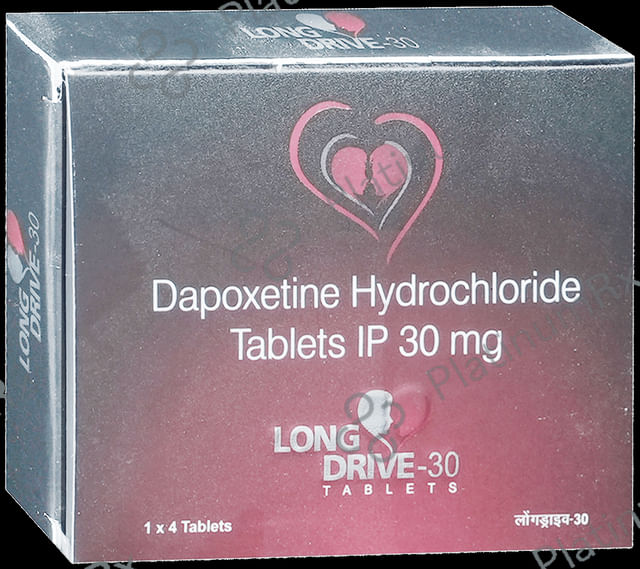 LONG
DRIVE-30
LONG
DRIVE-30
Dapoxetine Hydrochloride
Tablets IP 30 mg
LONG
DRIVE-30
TABLETS
1 x 4 Tablets
लोंगड्राइव-30